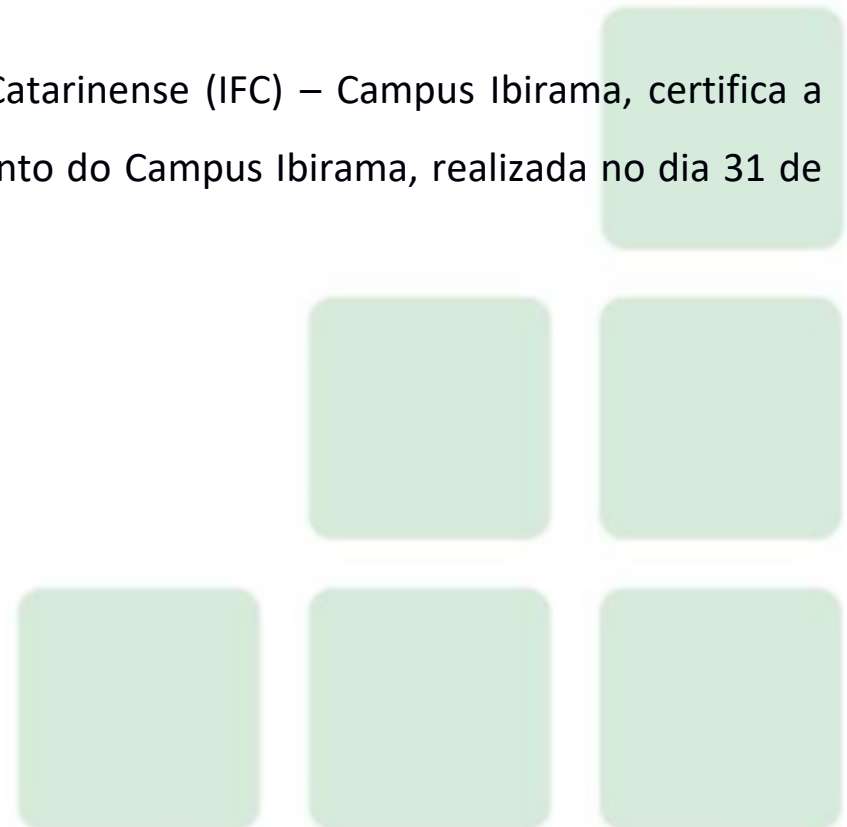 Catarinense (IFC) – Campus Ibirama, certifica a
nto do Campus Ibirama, realizada no dia 31 de